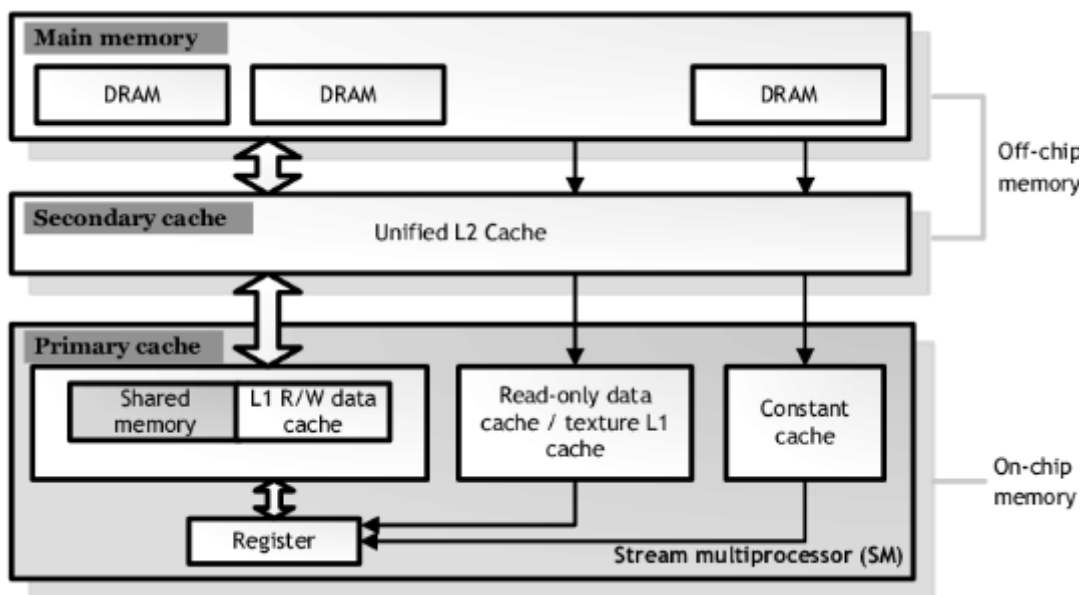 Main memory
DRAM
DRAM
DRAM
Off-chip
memory
Secondary cache
Unified L2 Cache
Primary cache
Shared
memory
L1 R/W data
cache
Read-only data
cache / texture L1
cache
Constant
cache
On-chip
memory
Register
Stream multiprocessor (SM)